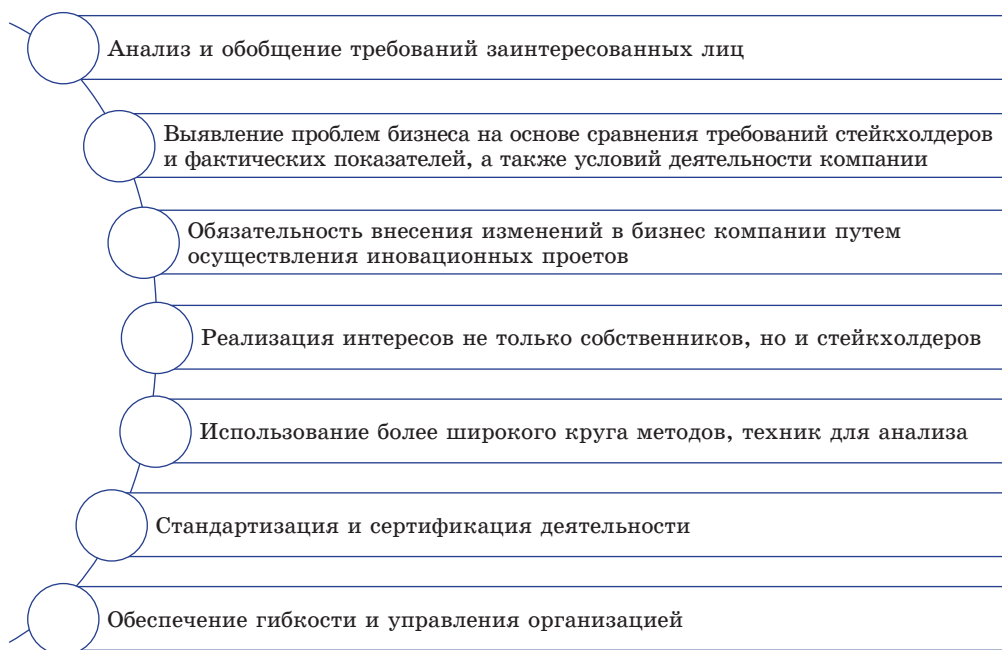 Анализ и обобщение требований заинтересованных лиц
Выявление проблем бизнеса на основе сравнения требований стейкхолдеров
и фактических показателей, а также условий деятельности компании
Обязательность внесения изменений в бизнес компании путем
осуществления иновационных проетов
Реализация интересов не только собственников, но и стейкхолдеров
Использование более широкого круга методов, техник для анализа
Стандартизация и сертификация деятельности
Обеспечение гибкости и управления организацией